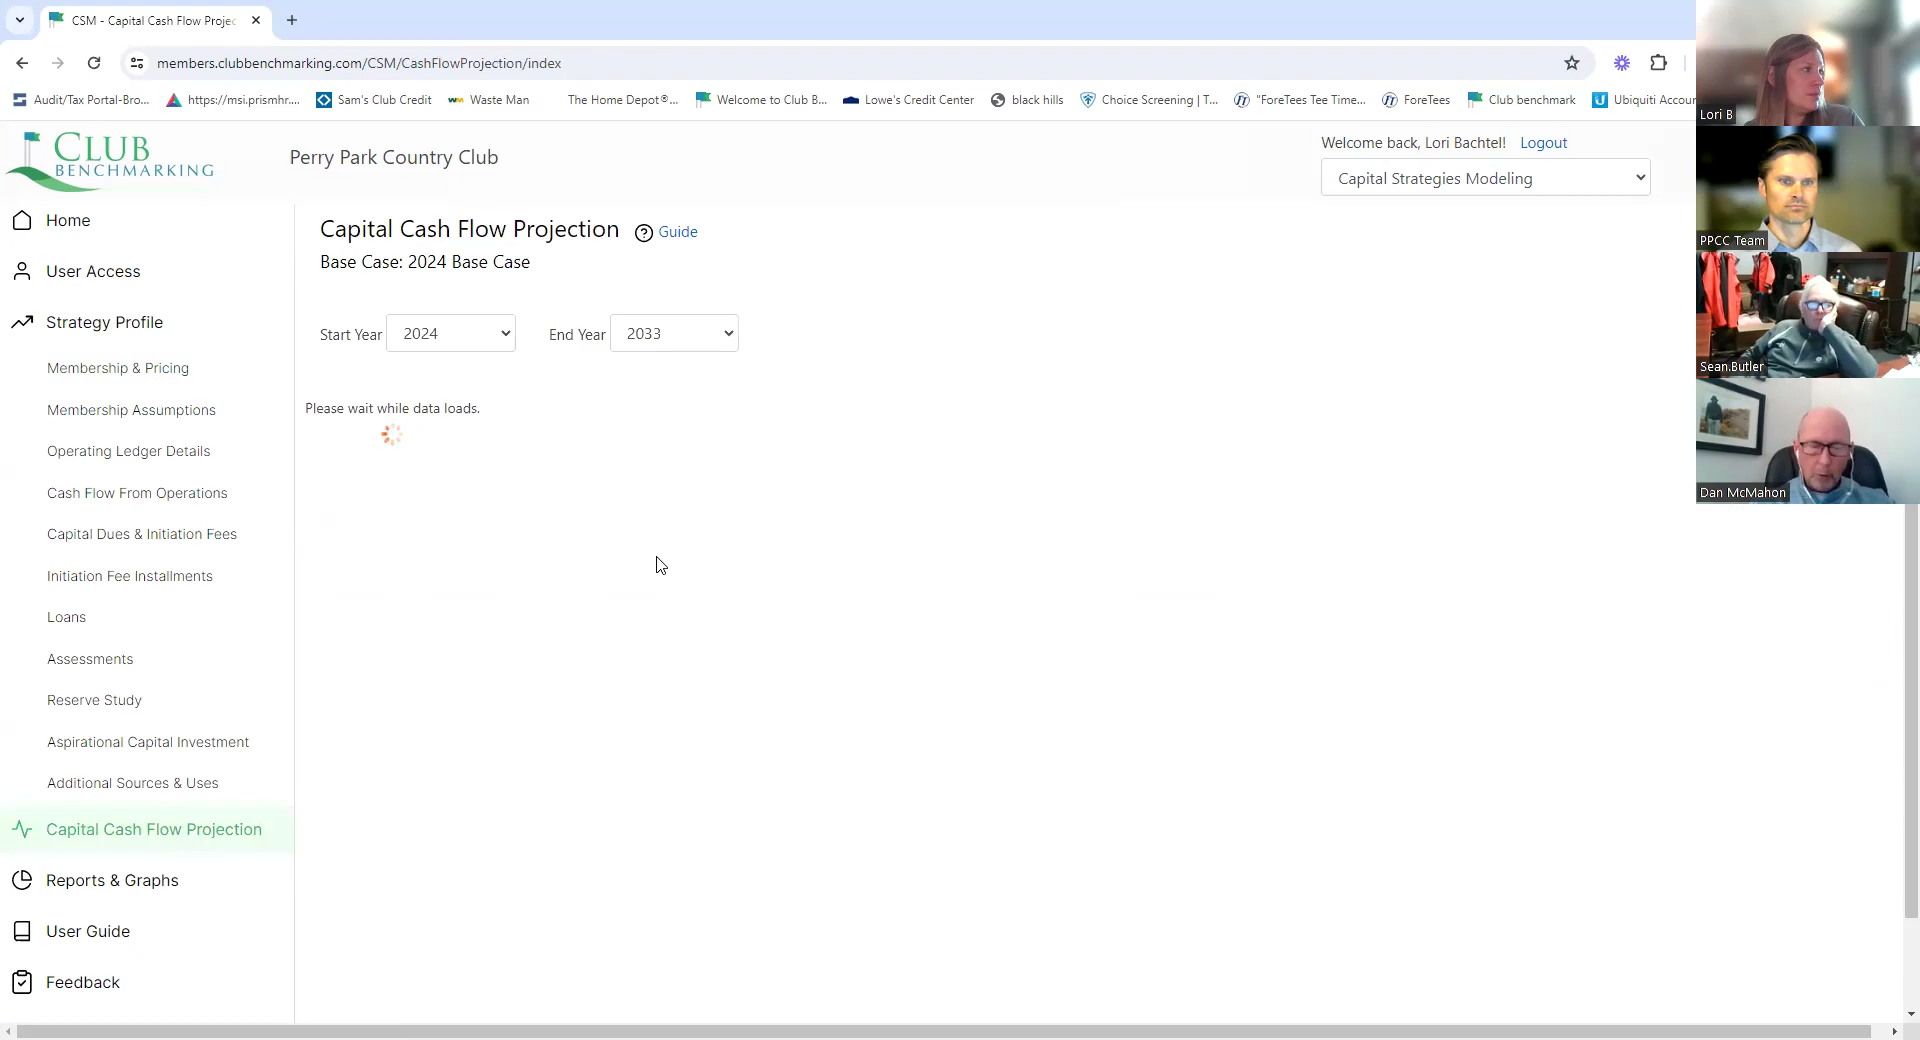 CSM - Capital Cash Flow Projec
members.clubbenchmarking.com/CSM/CashFlowProjection/index
Audit/Tax Portal-Bro...
https://msi.prismhr....
Sam's Club Credit
Waste Man
The Home Depot®...
Welcome to Club B...
Lowe's Credit Center
black hills
Choice Screening | T...
"ForeTees Tee Time...
ForeTees
Club benchmark
Ubiquiti Accou
CLUB
BENCHMARKING
Perry Park Country Club
Welcome back, Lori Bachtel! Logout
Capital Strategies Modeling
Home
User Access
Strategy Profile
Membership & Pricing
Membership Assumptions
Operating Ledger Details
Cash Flow From Operations
Capital Dues & Initiation Fees
Initiation Fee Installments
Loans
Assessments
Reserve Study
Aspirational Capital Investment
Additional Sources & Uses
Capital Cash Flow Projection
Reports & Graphs
User Guide
Feedback
Capital Cash Flow Projection Guide
Base Case: 2024 Base Case
Start Year 2024 End Year 2033
Please wait while data loads.
Lori B
PPCC Team
Sean.Butler
Dan McMahon